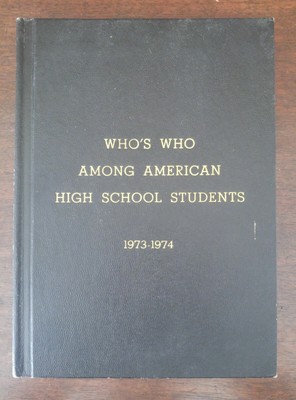 WHO'S WHO
AMONG AMERICAN
HIGH SCHOOL STUDENTS
1973-1974